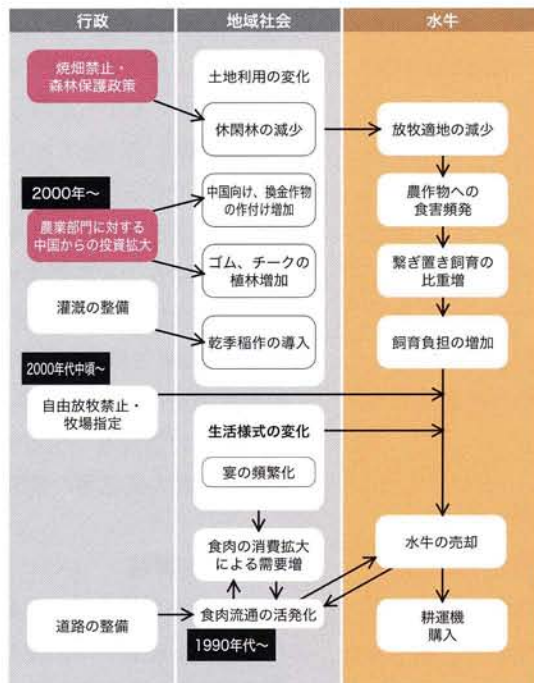 行政
地域社会
水牛
焼畑禁止・
森林保護政策
土地利用の変化
休閑林の減少
放牧適地の減少
2000年~
農業部門に対する
中国からの投資拡大
中国向け、換金作物
の作付け増加
農作物への
食害頻発
ゴム、チークの
植林増加
繋ぎ置き飼育の
比重増
灌漑の整備
乾季稲作の導入
飼育負担の増加
2000年代中頃~
自由放牧禁止・
牧場指定
生活様式の変化
宴の頻繁化
食肉の消費拡大
による需要増
水牛の売却
道路の整備
食肉流通の活発化
1990年代~
耕運機
購入